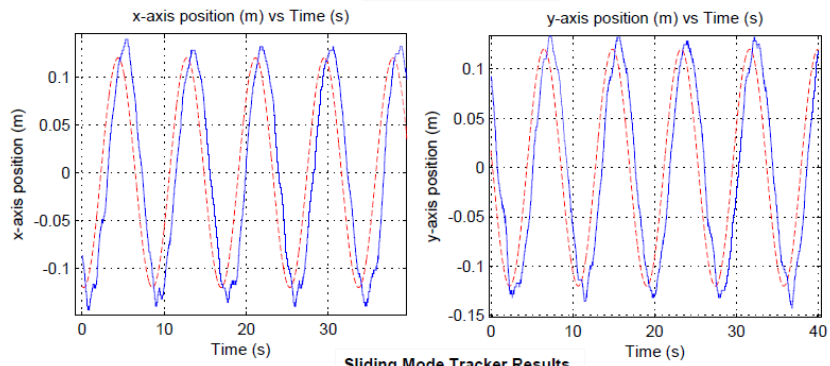 x-axis position (m) vs Time (s)
y-axis position (m) vs Time (s)
x-axis position (m)
0.1
0.05
0
-0.05
-0.1
0
10
20
30
Time (s)
y-axis position (m)
0.1
0.05
0
-0.05
-0.1
-0.15
0
10
20
30
40
Time (s)
Sliding Mode Tracker Results